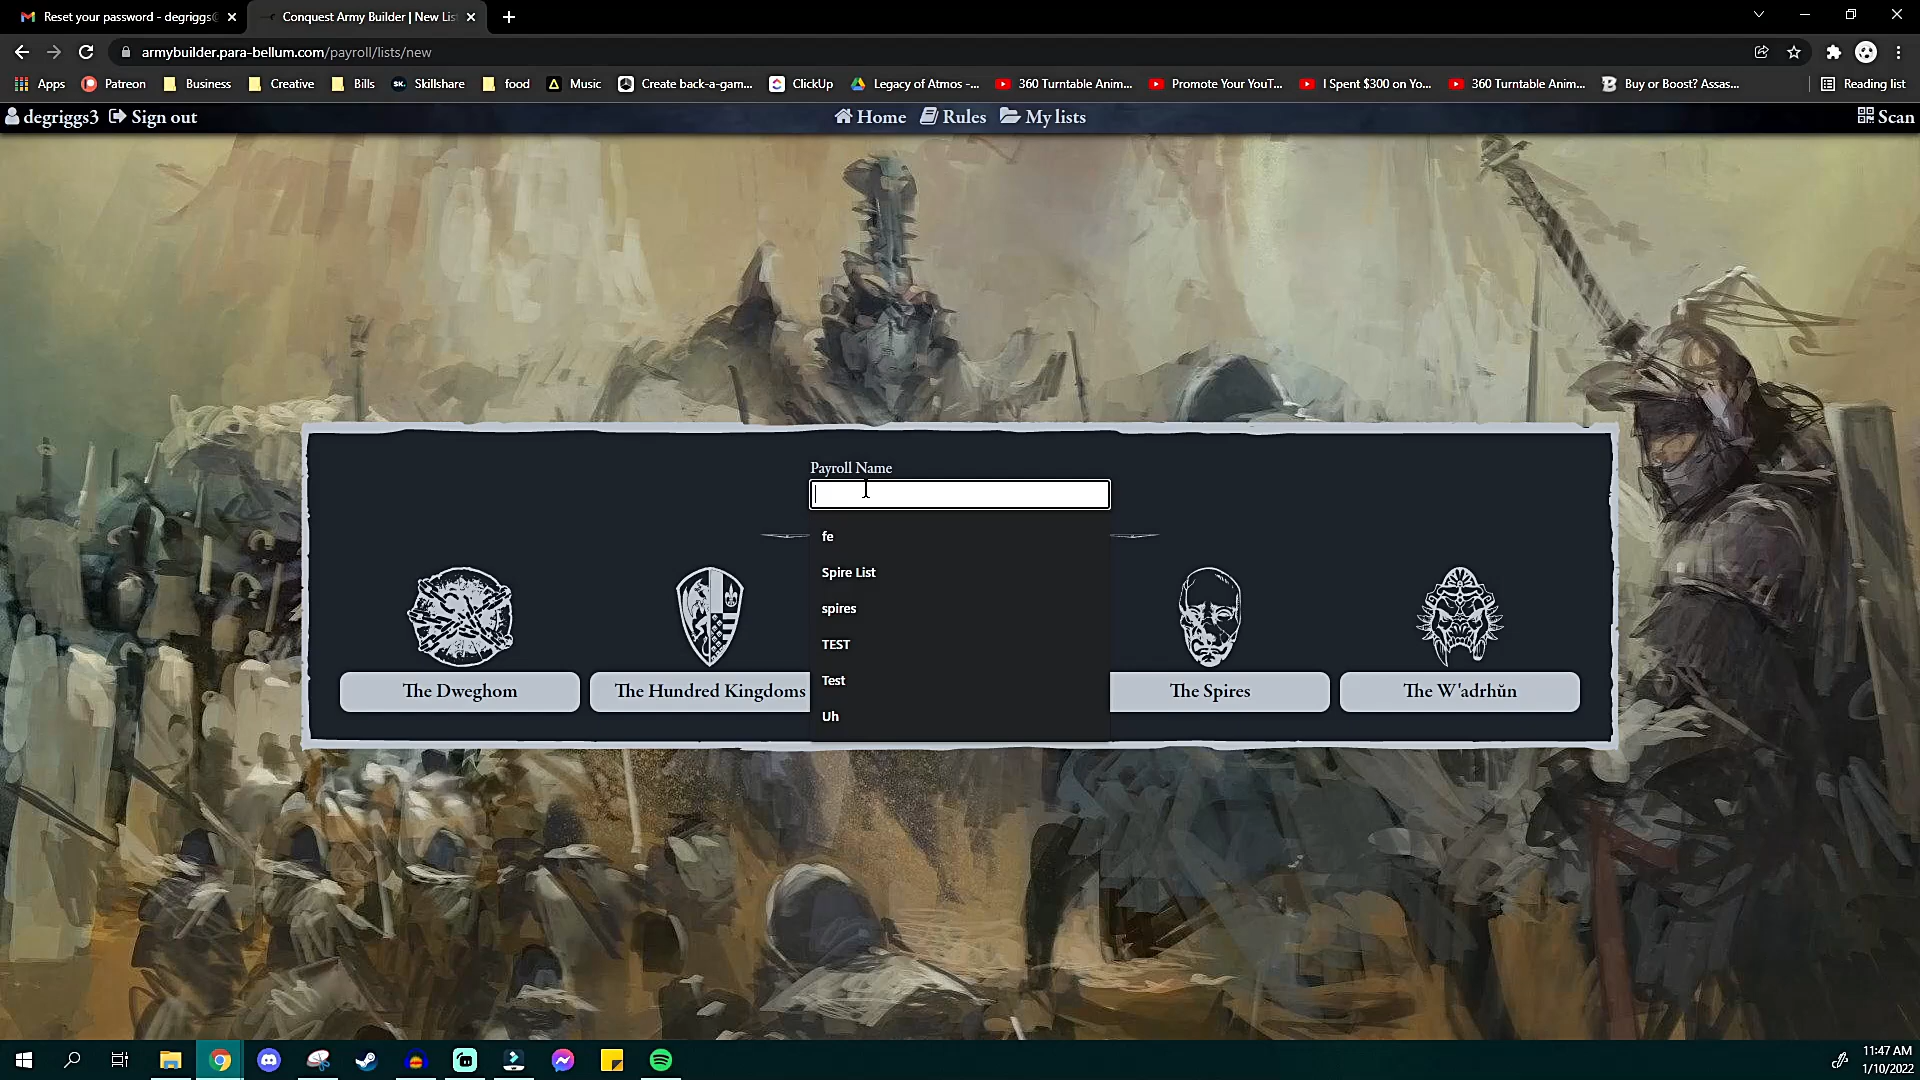 Reset your password - degriggs@
Conquest Army Builder | New Lis
armybuilder.para-bellum.com/payroll/lists/new
Apps Patreon Business Creative Bills Skillshare food Music Create back-a-gam... ClickUp Legacy of Atmos -... 360 Turntable Anim... Promote Your YouT... I Spent $300 on Yo... 360 Turntable Anim... Buy or Boost? Assas... Reading list
degriggs3 Sign out Home Rules My lists Scan
Payroll Name
fe
Spire List
spires
TEST
Test
Uh
The Dweghom The Hundred Kingdoms The Spires The W'adrhŭn
11:47 AM
1/10/2022